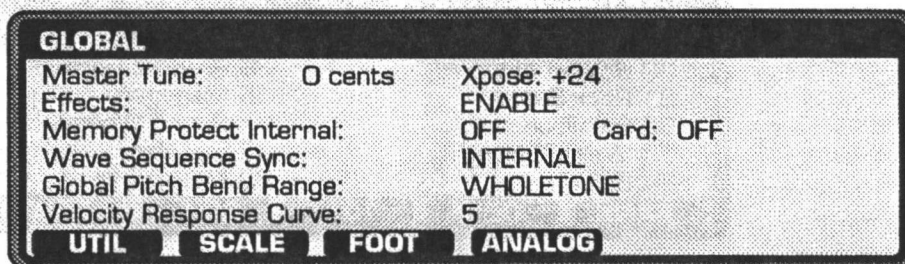 GLOBAL
Master Tune: 0 cents Xpose: +24
Effects: ENABLE
Memory Protect Internal: OFF Card: OFF
Wave Sequence Sync: INTERNAL
Global Pitch Bend Range: WHOLETONE
Velocity Response Curve: 5
UTIL SCALE FOOT ANALOG